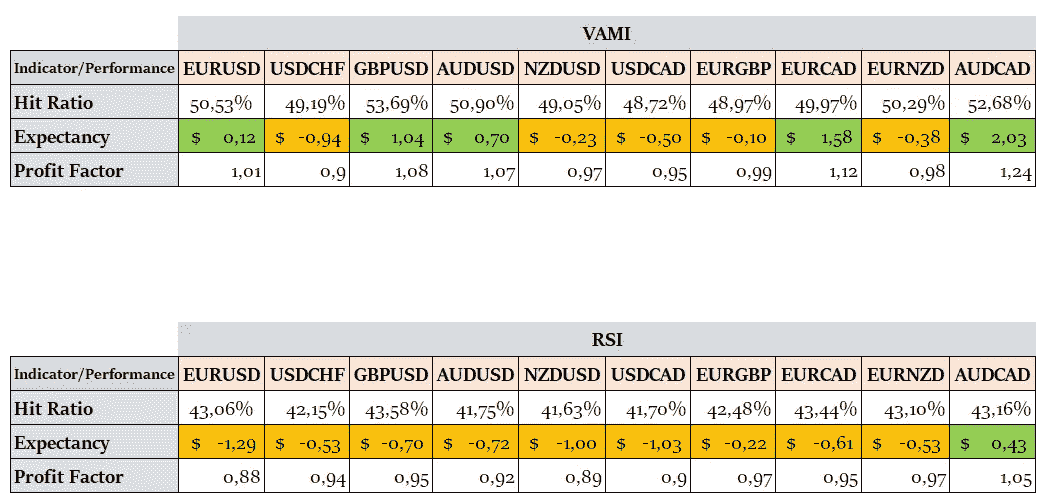 VAMI
Indicator/Performance EURUSD USDCHF GBPUSD AUDUSD NZDUSD USDCAD EURGBP EURCAD EURNZD AUDCAD
Hit Ratio 50,53% 49,19% 53,69% 50,90% 49,05% 48,72% 48,97% 49,97% 50,29% 52,68%
Expectancy $ 0,12 $ -0,94 $ 1,04 $ 0,70 $ -0,23 $ -0,50 $ -0,10 $ 1,58 $ -0,38 $ 2,03
Profit Factor 1,01 0,9 1,08 1,07 0,97 0,95 0,99 1,12 0,98 1,24
RSI
Indicator/Performance EURUSD USDCHF GBPUSD AUDUSD NZDUSD USDCAD EURGBP EURCAD EURNZD AUDCAD
Hit Ratio 43,06% 42,15% 43,58% 41,75% 41,63% 41,70% 42,48% 43,44% 43,10% 43,16%
Expectancy $ -1,29 $ -0,53 $ -0,70 $ -0,72 $ -1,00 $ -1,03 $ -0,22 $ -0,61 $ -0,53 $ 0,43
Profit Factor 0,88 0,94 0,95 0,92 0,89 0,9 0,97 0,95 0,97 1,05